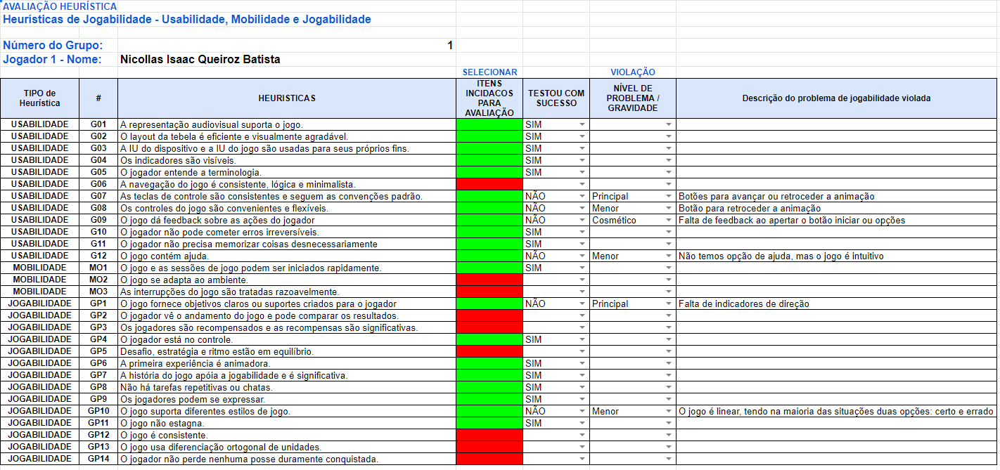 AVALIAÇÃO HEURÍSTICA
Heurísticas de Jogabilidade - Usabilidade, Mobilidade e Jogabilidade
Número do Grupo: 1
Jogador 1 - Nome: Nicollas Isaac Queiroz Batista
SELECIONAR VIOLAÇÃO
TIPO de Heurística # HEURISTICAS ITENS INCIDACOS PARA AVALIAÇÃO TESTOU COM SUCESSO NÍVEL DE PROBLEMA / GRAVIDADE Descrição do problema de jogabilidade violada
USABILIDADE G01 A representação audiovisual suporta o jogo. SIM
USABILIDADE G02 O layout da tebela é eficiente e visualmente agradável. SIM
USABILIDADE G03 A IU do dispositivo e a IU do jogo são usadas para seus próprios fins. SIM
USABILIDADE G04 Os indicadores são visíveis. SIM
USABILIDADE G05 O jogador entende a terminologia. SIM
USABILIDADE G06 A navegação do jogo é consistente, lógica e minimalista.
USABILIDADE G07 As teclas de controle são consistentes e seguem as convenções padrão. NÃO Principal Botões para avançar ou retroceder a animação
USABILIDADE G08 Os controles do jogo são convenientes e flexíveis. NÃO Menor Botão para retroceder a animação
USABILIDADE G09 O jogo dá feedback sobre as ações do jogador NÃO Cosmético Falta de feedback ao apertar o botão iniciar ou opções
USABILIDADE G10 O jogador não pode cometer erros irreversíveis. SIM
USABILIDADE G11 O jogador não precisa memorizar coisas desnecessariamente SIM
USABILIDADE G12 O jogo contém ajuda. NÃO Menor Não temos opção de ajuda, mas o jogo é intuitivo
MOBILIDADE MO1 O jogo e as sessões de jogo podem ser iniciados rapidamente. SIM
MOBILIDADE MO2 O jogo se adapta ao ambiente.
MOBILIDADE MO3 As interrupções do jogo são tratadas razoavelmente.
JOGABILIDADE GP1 O jogo fornece objetivos claros ou suportes criados para o jogador NÃO Principal Falta de indicadores de direção
JOGABILIDADE GP2 O jogador vê o andamento do jogo e pode comparar os resultados.
JOGABILIDADE GP3 Os jogadores são recompensados e as recompensas são significativas.
JOGABILIDADE GP4 O jogador está no controle. SIM
JOGABILIDADE GP5 Desafio, estratégia e ritmo estão em equilíbrio.
JOGABILIDADE GP6 A primeira experiência é animadora. SIM
JOGABILIDADE GP7 A história do jogo apóia a jogabilidade e é significativa. SIM
JOGABILIDADE GP8 Não há tarefas repetitivas ou chatas. SIM
JOGABILIDADE GP9 Os jogadores podem se expressar. SIM
JOGABILIDADE GP10 O jogo suporta diferentes estilos de jogo. NÃO Menor O jogo é linear, tendo na maioria das situações duas opções: certo e errado
JOGABILIDADE GP11 O jogo não estagna. SIM
JOGABILIDADE GP12 O jogo é consistente.
JOGABILIDADE GP13 O jogo usa diferenciação ortogonal de unidades.
JOGABILIDADE GP14 O jogador não perde nenhuma posse duramente conquistada.